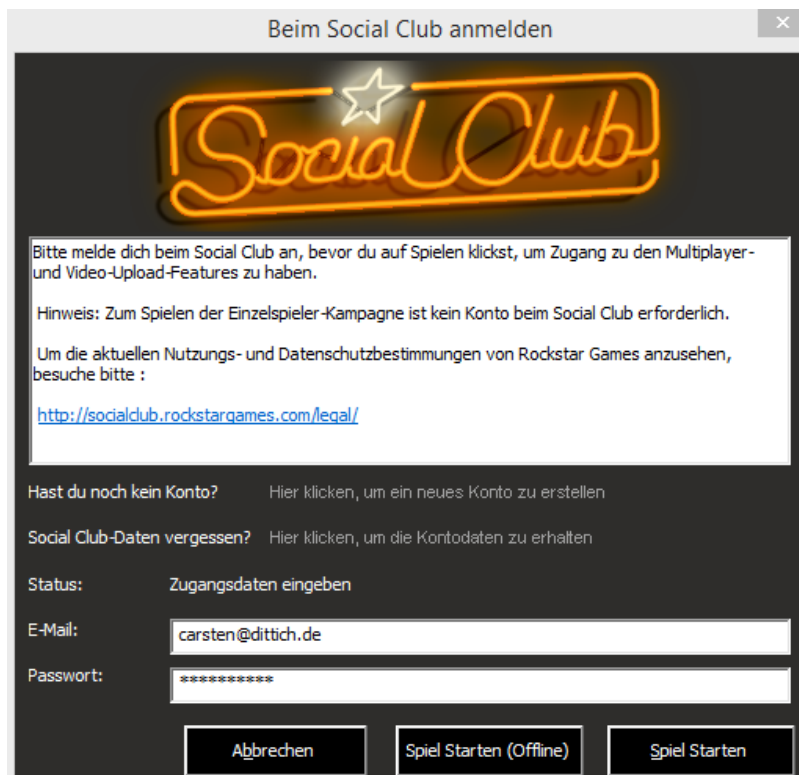 Beim Social Club anmelden
Social Club
Bitte melde dich beim Social Club an, bevor du auf Spielen klickst, um Zugang zu den Multiplayer-
und Video-Upload-Features zu haben.
Hinweis: Zum Spielen der Einzelspieler-Kampagne ist kein Konto beim Social Club erforderlich.
Um die aktuellen Nutzungs- und Datenschutzbestimmungen von Rockstar Games anzusehen,
besuche bitte :
http://socialclub.rockstargames.com/legal/
Hast du noch kein Konto? Hier klicken, um ein neues Konto zu erstellen
Social Club-Daten vergessen? Hier klicken, um die Kontodaten zu erhalten
Status: Zugangsdaten eingeben
E-Mail: carsten@dittich.de
Passwort: **********
Abbrechen Spiel Starten (Offline) Spiel Starten